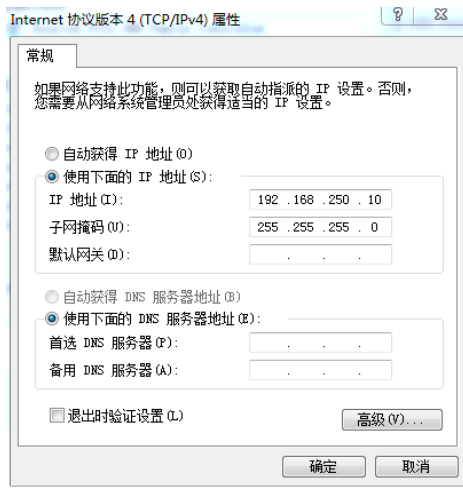 Internet 协议版本 4 (TCP/IPv4) 属性
常规
如果网络支持此功能，则可以获取自动指派的 IP 设置。否则，
您需要从网络系统管理员处获得适当的 IP 设置。
自动获得 IP 地址(O)
使用下面的 IP 地址(S):
IP 地址(I): 192 .168 .250 . 10
子网掩码(U): 255 .255 .255 . 0
默认网关(D): . . .
自动获得 DNS 服务器地址(B)
使用下面的 DNS 服务器地址(E):
首选 DNS 服务器(P): . . .
备用 DNS 服务器(A): . . .
退出时验证设置(L)
高级(V)...
确定 取消